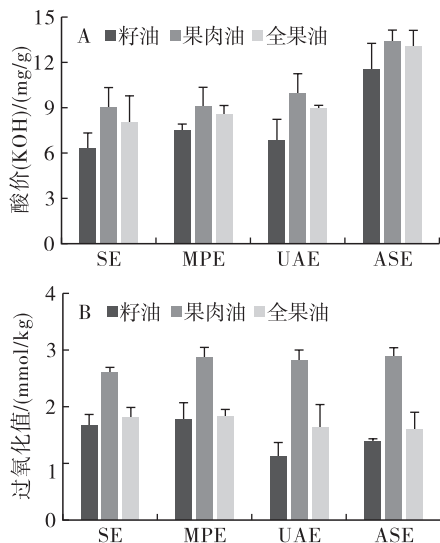 15
A 籽油 果肉油 全果油
12
9
6
3
0
酸价(KOH)/(mg/g)
SE MPE UAE ASE
4
B 籽油 果肉油 全果油
3
2
1
0
过氧化值/(mmol/kg)
SE MPE UAE ASE